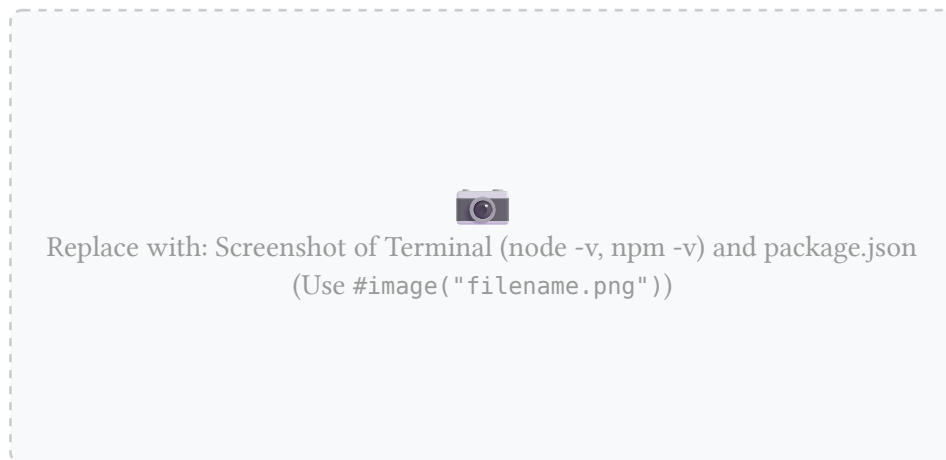 Replace with: Screenshot of Terminal (node -v, npm -v) and package.json
(Use #image("filename.png"))